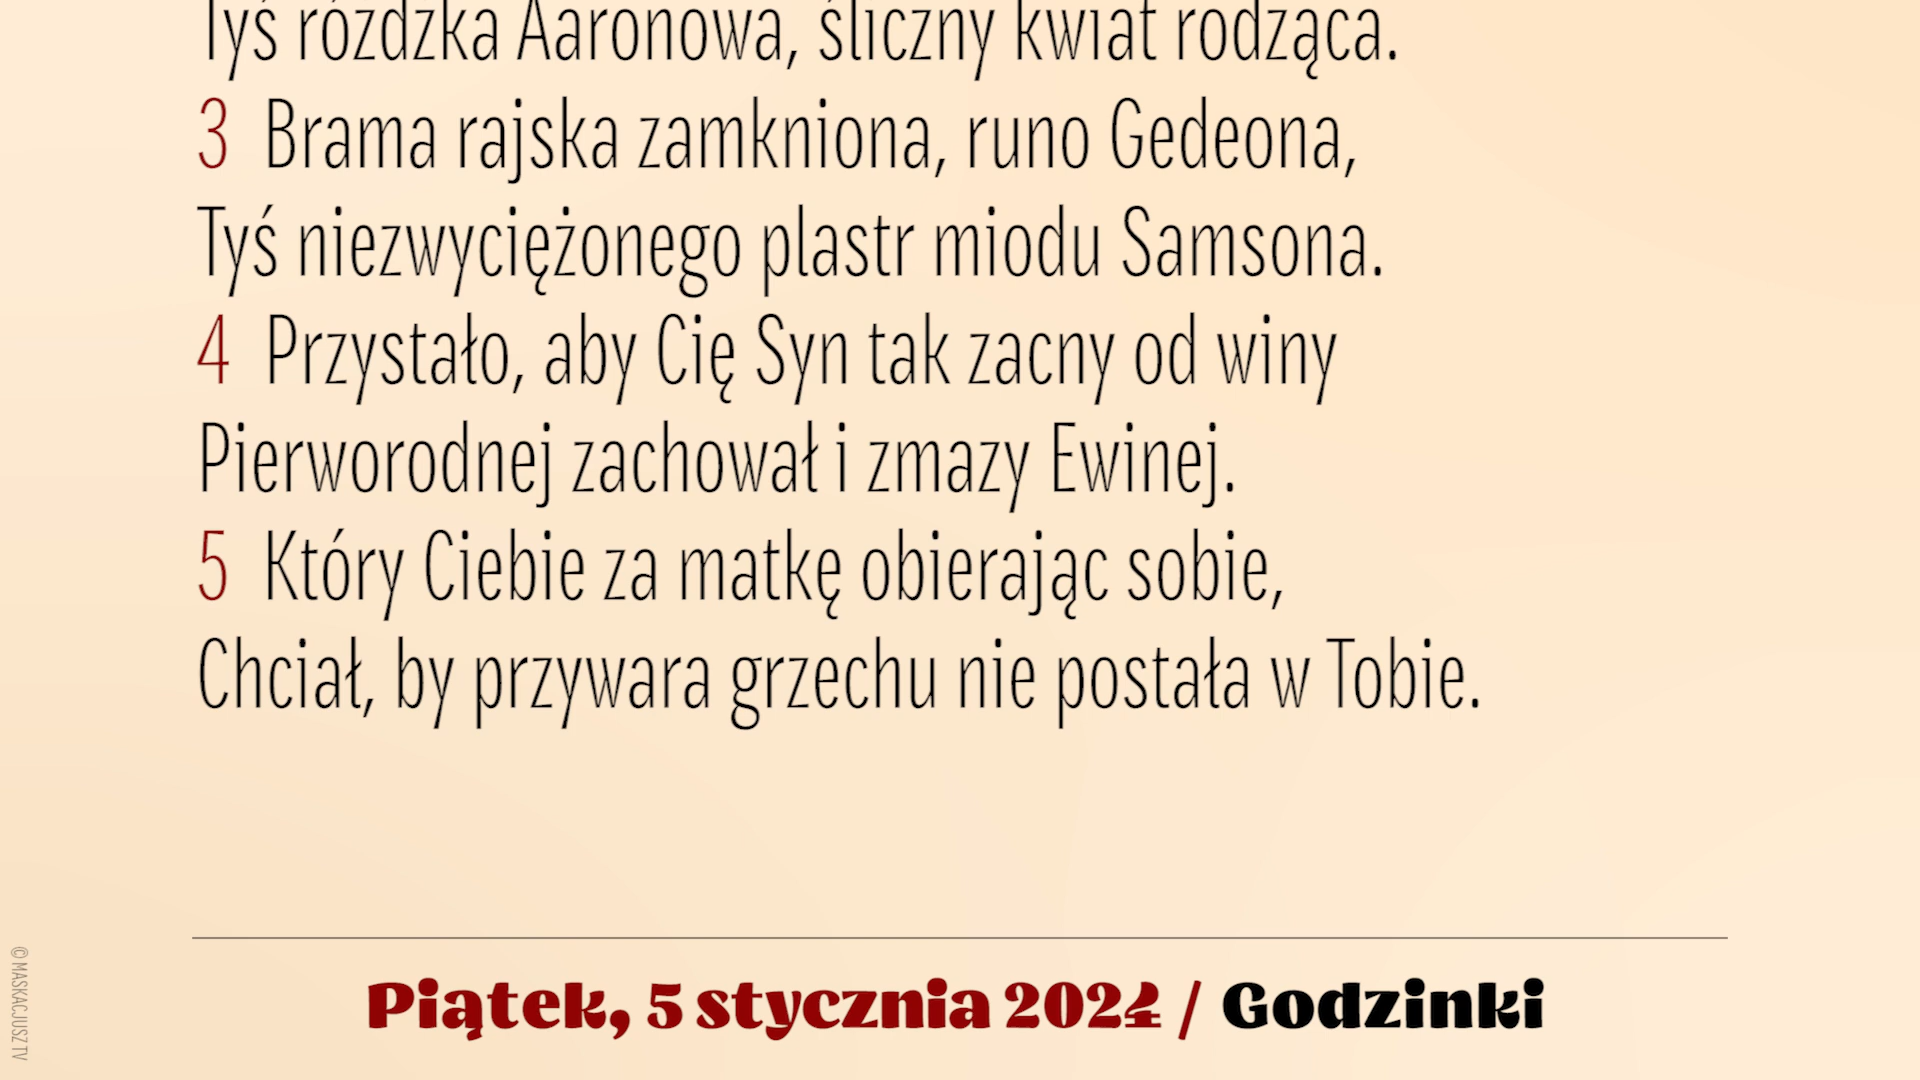 Tyś różdżka Aaronowa, śliczny kwiat rodząca.
3 Brama rajska zamkniona, runo Gedeona,
Tyś niezwyciężonego plastr miodu Samsona.
4 Przystało, aby Cię Syn tak zacny od winy
Pierworodnej zachował i zmazy Ewinej.
5 Który Ciebie za matkę obierając sobie,
Chciał, by przywara grzechu nie postała w Tobie.
Piątek, 5 stycznia 2024 / Godzinki
© MASKACJUSZ TV